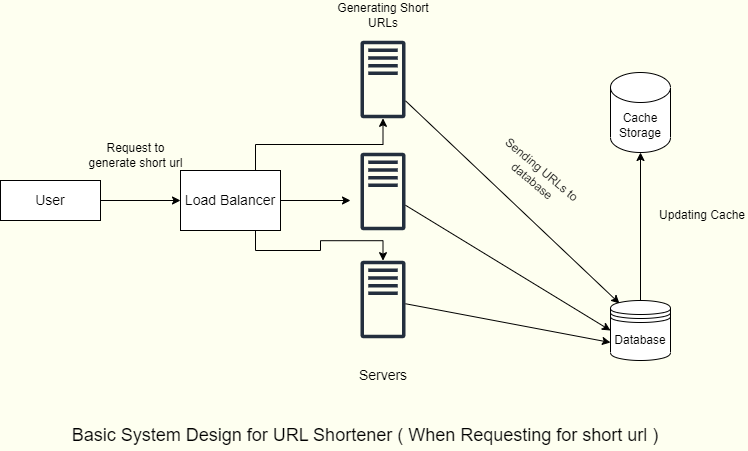 Generating Short
URLs
Request to
generate short url
User
Load Balancer
Cache
Storage
Sending URLs to
database
Updating Cache
Database
Servers
Basic System Design for URL Shortener ( When Requesting for short url )